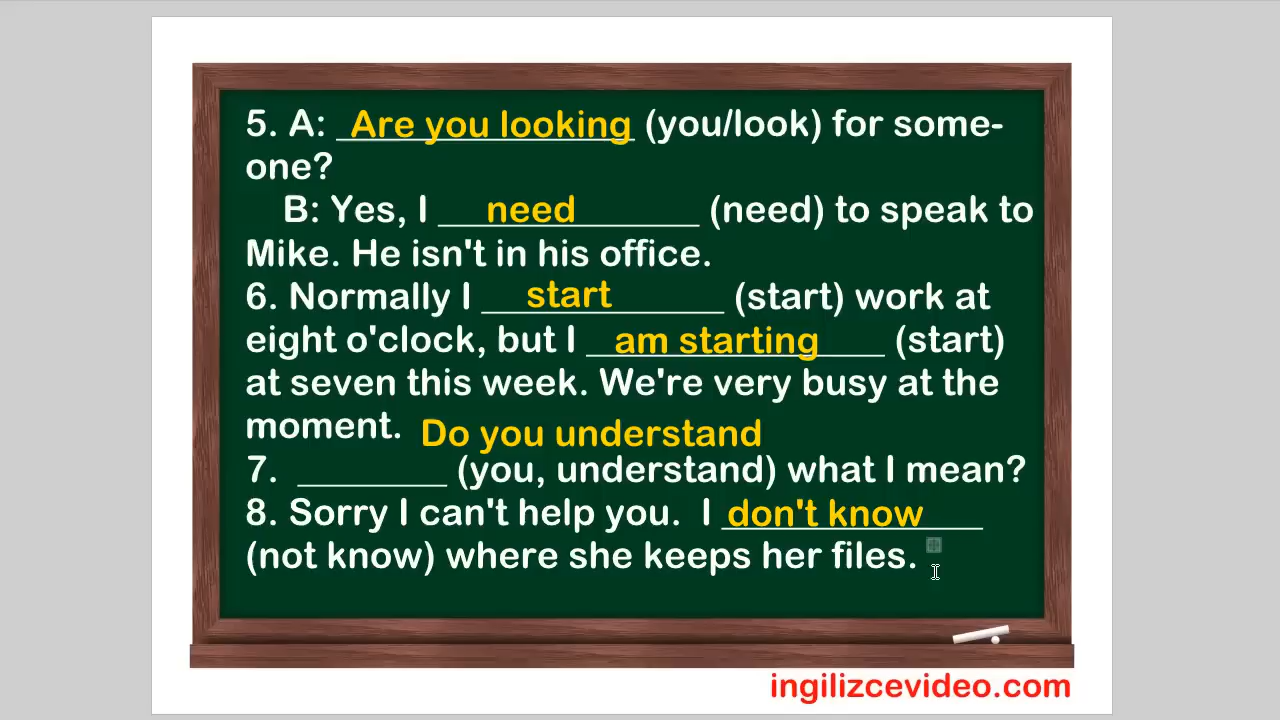 5. A: Are you looking (you/look) for some-
one?
B: Yes, I need (need) to speak to
Mike. He isn't in his office.
6. Normally I start (start) work at
eight o'clock, but I am starting (start)
at seven this week. We're very busy at the
moment. Do you understand
7. _________ (you, understand) what I mean?
8. Sorry I can't help you. I don't know
(not know) where she keeps her files.
ingilizcevideo.com